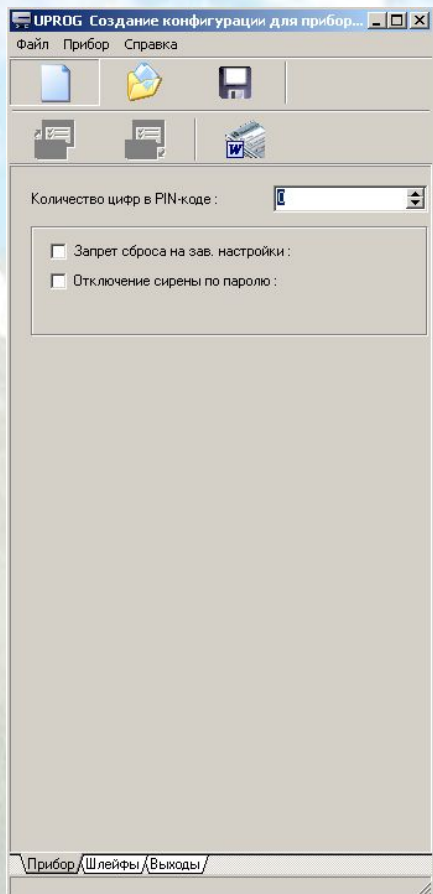 UPROG Создание конфигурации для прибор...
Файл Прибор Справка
W
Количество цифр в PIN-коде : 0
Запрет сброса на зав. настройки :
Отключение сирены по паролю :
Прибор Шлейфы Выходы